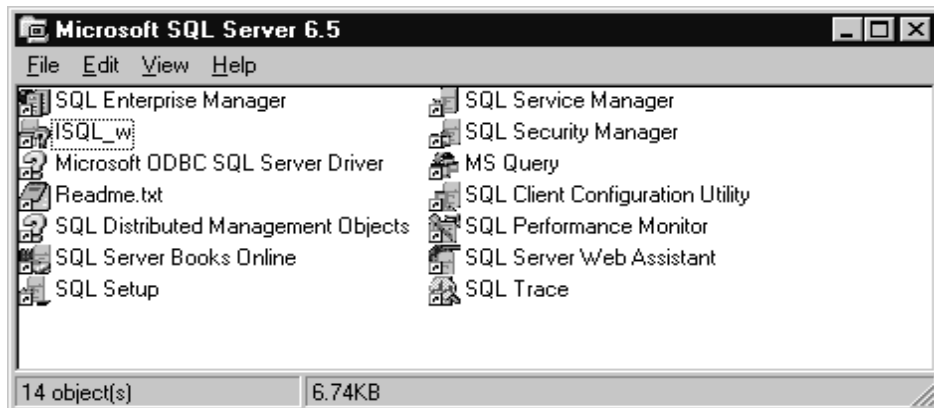 Microsoft SQL Server 6.5
File Edit View Help
SQL Enterprise Manager
ISQL_w
Microsoft ODBC SQL Server Driver
Readme.txt
SQL Distributed Management Objects
SQL Server Books Online
SQL Setup
SQL Service Manager
SQL Security Manager
MS Query
SQL Client Configuration Utility
SQL Performance Monitor
SQL Server Web Assistant
SQL Trace
14 object(s)
6.74KB